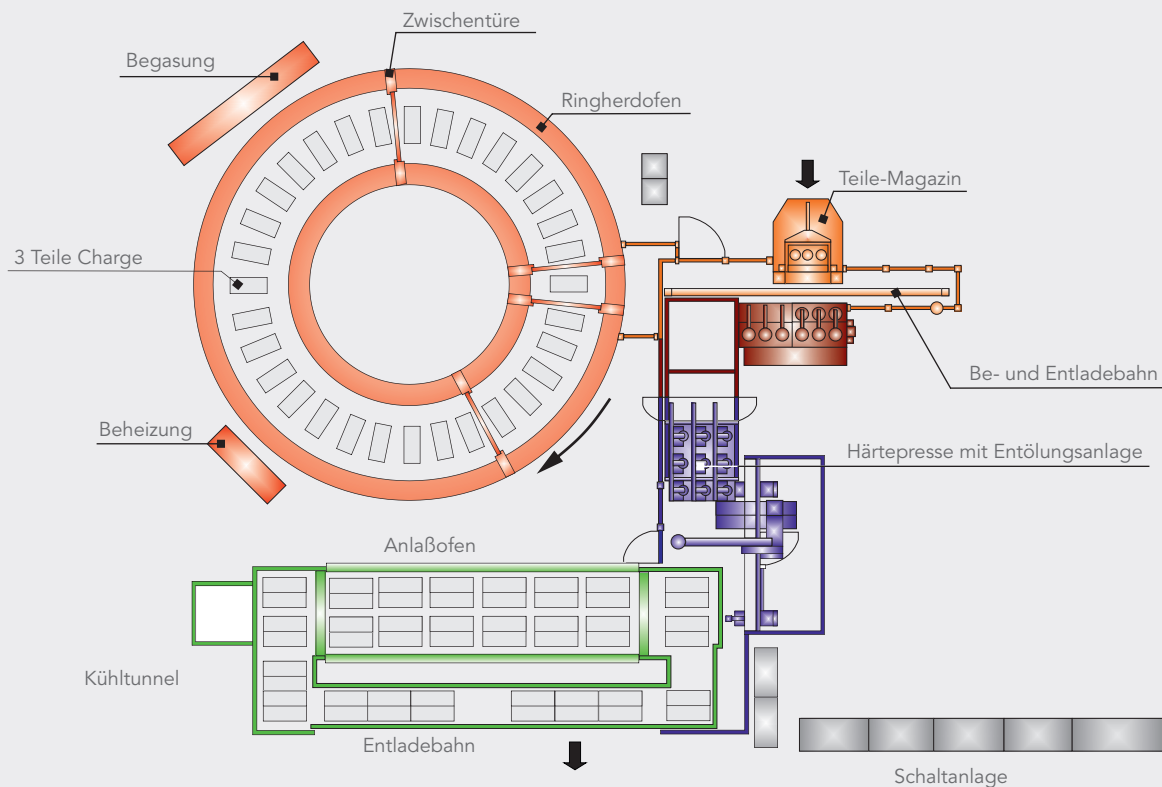 Zwischentüre
Begasung
Ringherdofen
Teile-Magazin
3 Teile Charge
Be- und Entladebahn
Beheizung
Härtepresse mit Entölungsanlage
Anlaßofen
Kühltunnel
Entladebahn
Schaltanlage